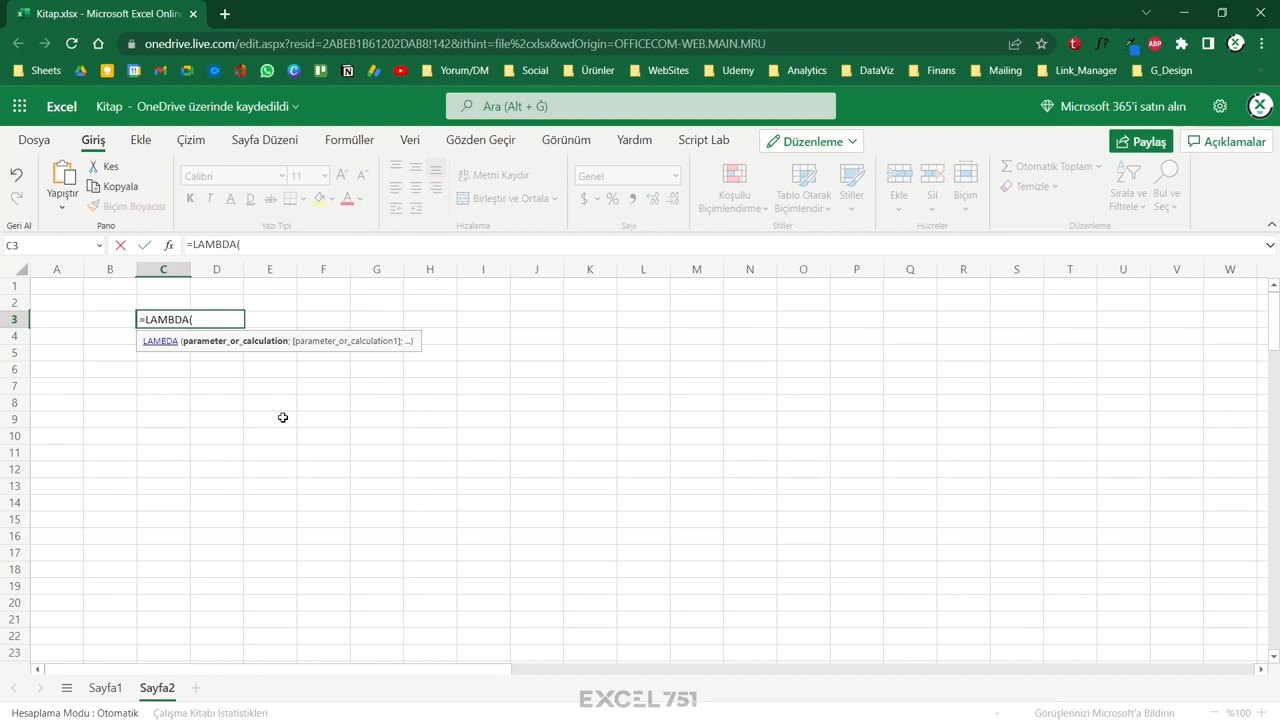 Kitap.xlsx - Microsoft Excel Onlin
onedrive.live.com/edit.aspx?resid=2ABEB1B61202DAB8!142&ithint=file%2cxlsx&wdOrigin=OFFICECOM-WEB.MAIN.MRU
Sheets Yorum/DM Social Ürünler WebSites Udemy Analytics DataViz Finans Mailing Link_Manager G_Design
Excel Kitap - OneDrive üzerinde kaydedildi Ara (Alt + Ğ) Microsoft 365'i satın alın
Dosya Giriş Ekle Çizim Sayfa Düzeni Formüller Veri Gözden Geçir Görünüm Yardım Script Lab Düzenleme Paylaş Açıklamalar
Yapıştır Kes Kopyala Biçim Boyacısı
Calibri 11
Metni Kaydır
Birleştir ve Ortala
Genel
Koşullu Biçimlendirme
Tablo Olarak Biçimlendir
Stiller
Ekle Sil Biçim
Otomatik Toplam
Temizle
Sırala ve Filtrele
Bul ve Seç
Geri Al Pano Yazı Tipi Hizalama Sayı Stiller Hücreler Düzenleme
C3 fx =LAMBDA(
A B C D E F G H I J K L M N O P Q R S T U V W
1
2
3 =LAMBDA(
4 LAMBDA (parameter_or_calculation; [parameter_or_calculation1]; ...)
5
6
7
8
9
10
11
12
13
14
15
16
17
18
19
20
21
22
23
Sayfa1 Sayfa2
EXCEL751
Hesaplama Modu : Otomatik Çalışma Kitabı İstatistikleri Görüşlerinizi Microsoft'a Bildirin %100